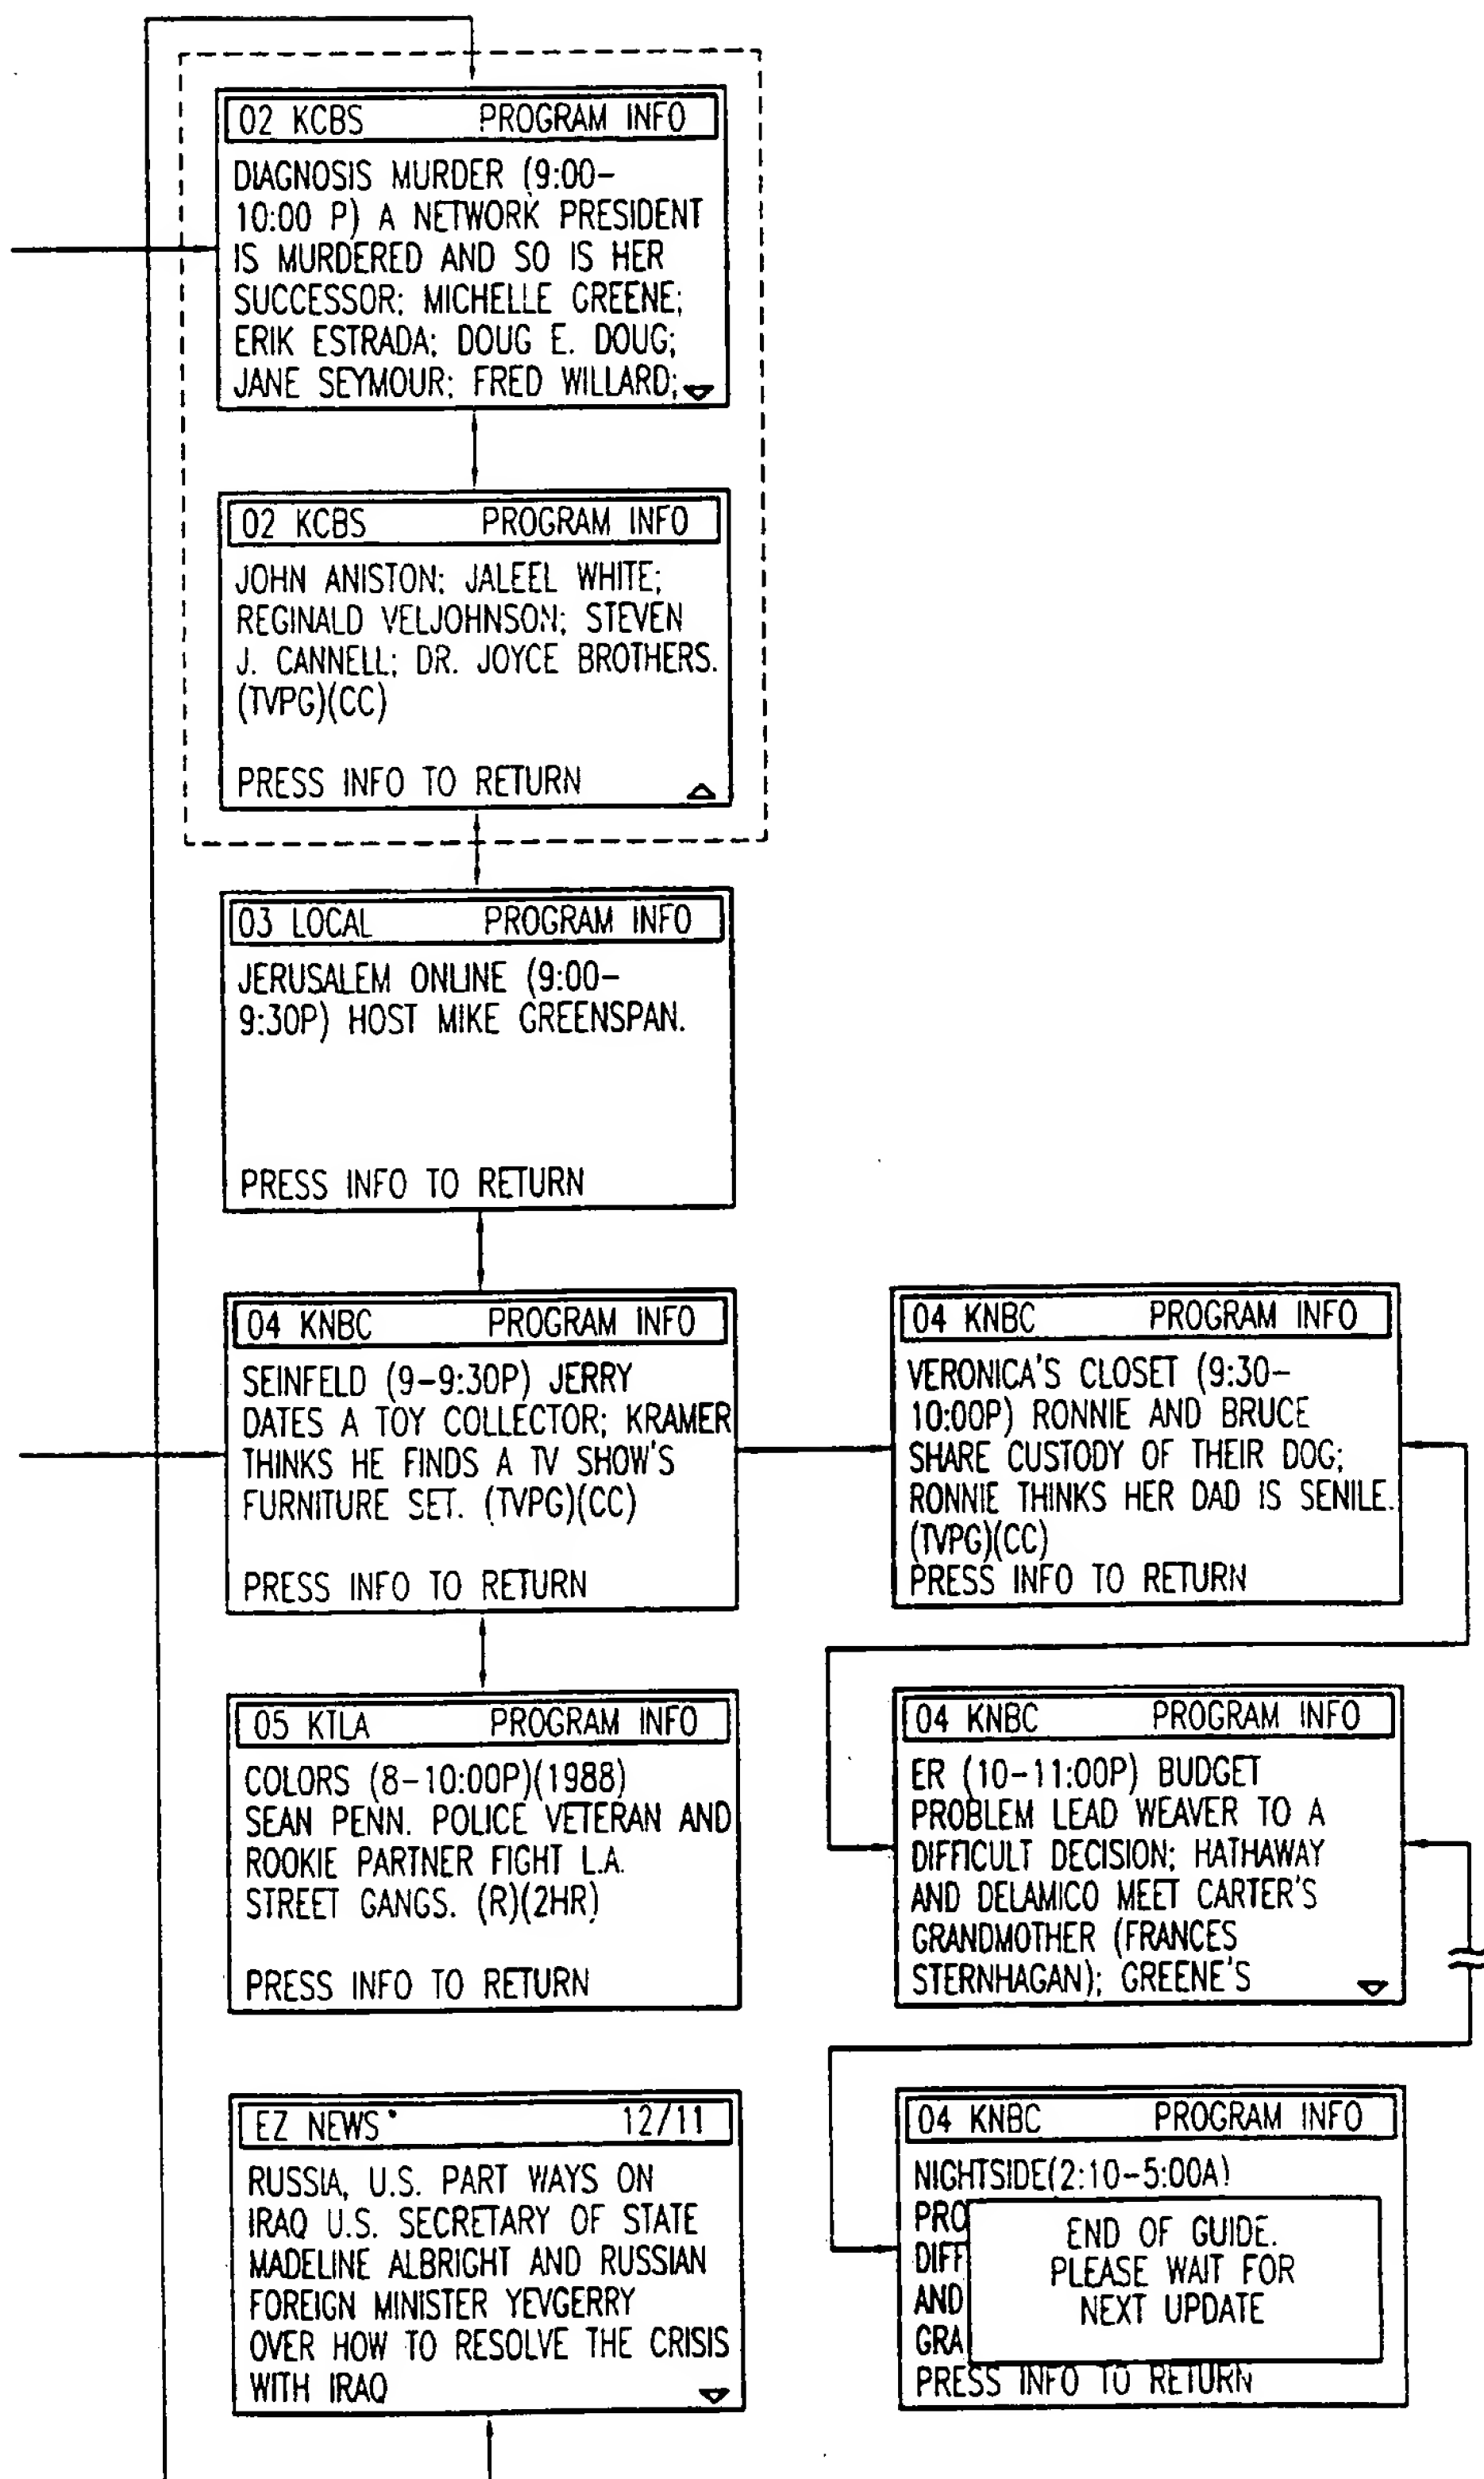 02 KCBS PROGRAM INFO
DIAGNOSIS MURDER (9:00-
10:00 P) A NETWORK PRESIDENT
IS MURDERED AND SO IS HER
SUCCESSOR; MICHELLE GREENE;
ERIK ESTRADA; DOUG E. DOUG;
JANE SEYMOUR; FRED WILLARD;
02 KCBS PROGRAM INFO
JOHN ANISTON; JALEEL WHITE;
REGINALD VELJOHNSON; STEVEN
J. CANNELL; DR. JOYCE BROTHERS.
(TVPG)(CC)
PRESS INFO TO RETURN
03 LOCAL PROGRAM INFO
JERUSALEM ONLINE (9:00-
9:30P) HOST MIKE GREENSPAN.
PRESS INFO TO RETURN
04 KNBC PROGRAM INFO
SEINFELD (9-9:30P) JERRY
DATES A TOY COLLECTOR; KRAMER
THINKS HE FINDS A TV SHOW'S
FURNITURE SET. (TVPG)(CC)
PRESS INFO TO RETURN
04 KNBC PROGRAM INFO
VERONICA'S CLOSET (9:30-
10:00P) RONNIE AND BRUCE
SHARE CUSTODY OF THEIR DOG;
RONNIE THINKS HER DAD IS SENILE.
(TVPG)(CC)
PRESS INFO TO RETURN
05 KTLA PROGRAM INFO
COLORS (8-10:00P)(1988)
SEAN PENN. POLICE VETERAN AND
ROOKIE PARTNER FIGHT L.A.
STREET GANGS. (R)(2HR)
PRESS INFO TO RETURN
04 KNBC PROGRAM INFO
ER (10-11:00P) BUDGET
PROBLEM LEAD WEAVER TO A
DIFFICULT DECISION; HATHAWAY
AND DELAMICO MEET CARTER'S
GRANDMOTHER (FRANCES
STERNHAGAN); GREENE'S
EZ NEWS 12/11
RUSSIA, U.S. PART WAYS ON
IRAQ U.S. SECRETARY OF STATE
MADELINE ALBRIGHT AND RUSSIAN
FOREIGN MINISTER YEVGERRY
OVER HOW TO RESOLVE THE CRISIS
WITH IRAQ
04 KNBC PROGRAM INFO
NIGHTSIDE(2:10-5:00A)
PRO
DIFF
AND
GRA
END OF GUIDE.
PLEASE WAIT FOR
NEXT UPDATE
PRESS INFO TO RETURN